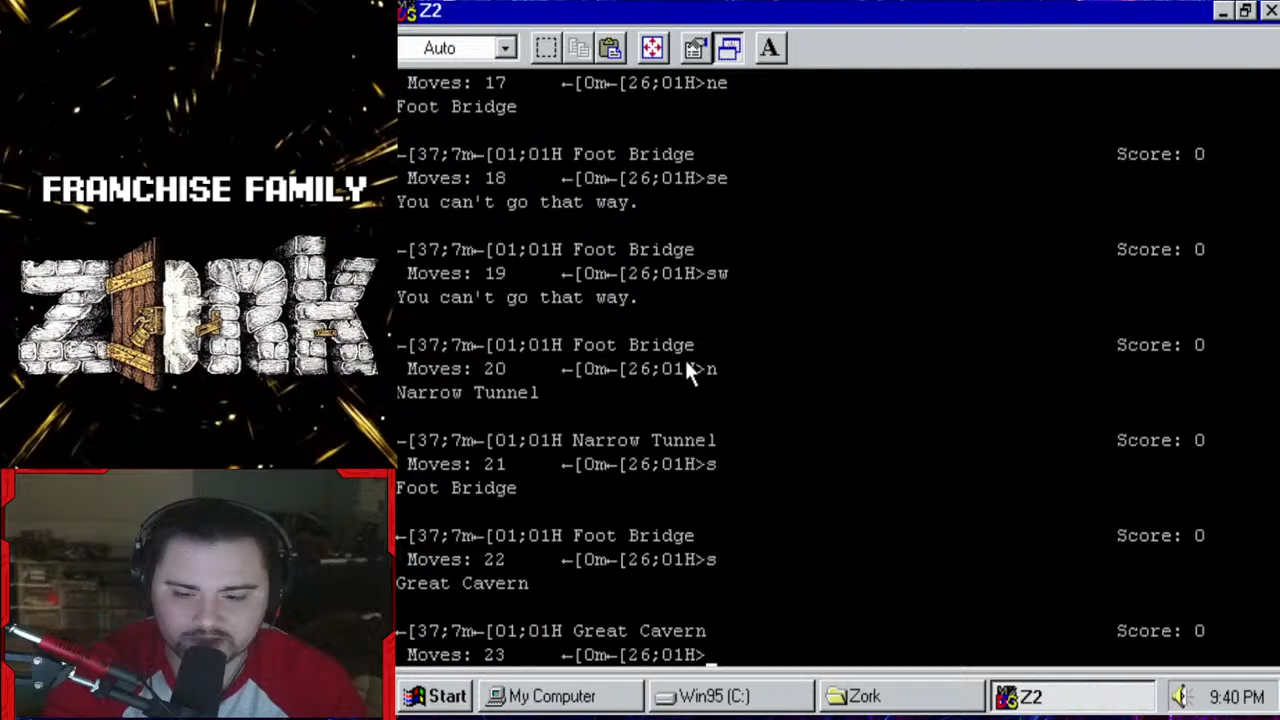 FRANCHISE FAMILY
ZORK
Z2
Auto
A
Moves: 17 ←[0m←[26;01H>ne
Foot Bridge
←[37;7m←[01;01H Foot Bridge Score: 0
Moves: 18 ←[0m←[26;01H>se
You can't go that way.
←[37;7m←[01;01H Foot Bridge Score: 0
Moves: 19 ←[0m←[26;01H>sw
You can't go that way.
←[37;7m←[01;01H Foot Bridge Score: 0
Moves: 20 ←[0m←[26;01H>n
Narrow Tunnel
←[37;7m←[01;01H Narrow Tunnel Score: 0
Moves: 21 ←[0m←[26;01H>s
Foot Bridge
←[37;7m←[01;01H Foot Bridge Score: 0
Moves: 22 ←[0m←[26;01H>s
Great Cavern
←[37;7m←[01;01H Great Cavern Score: 0
Moves: 23 ←[0m←[26;01H>_
Start My Computer Win95 (C:) Zork Z2 9:40 PM